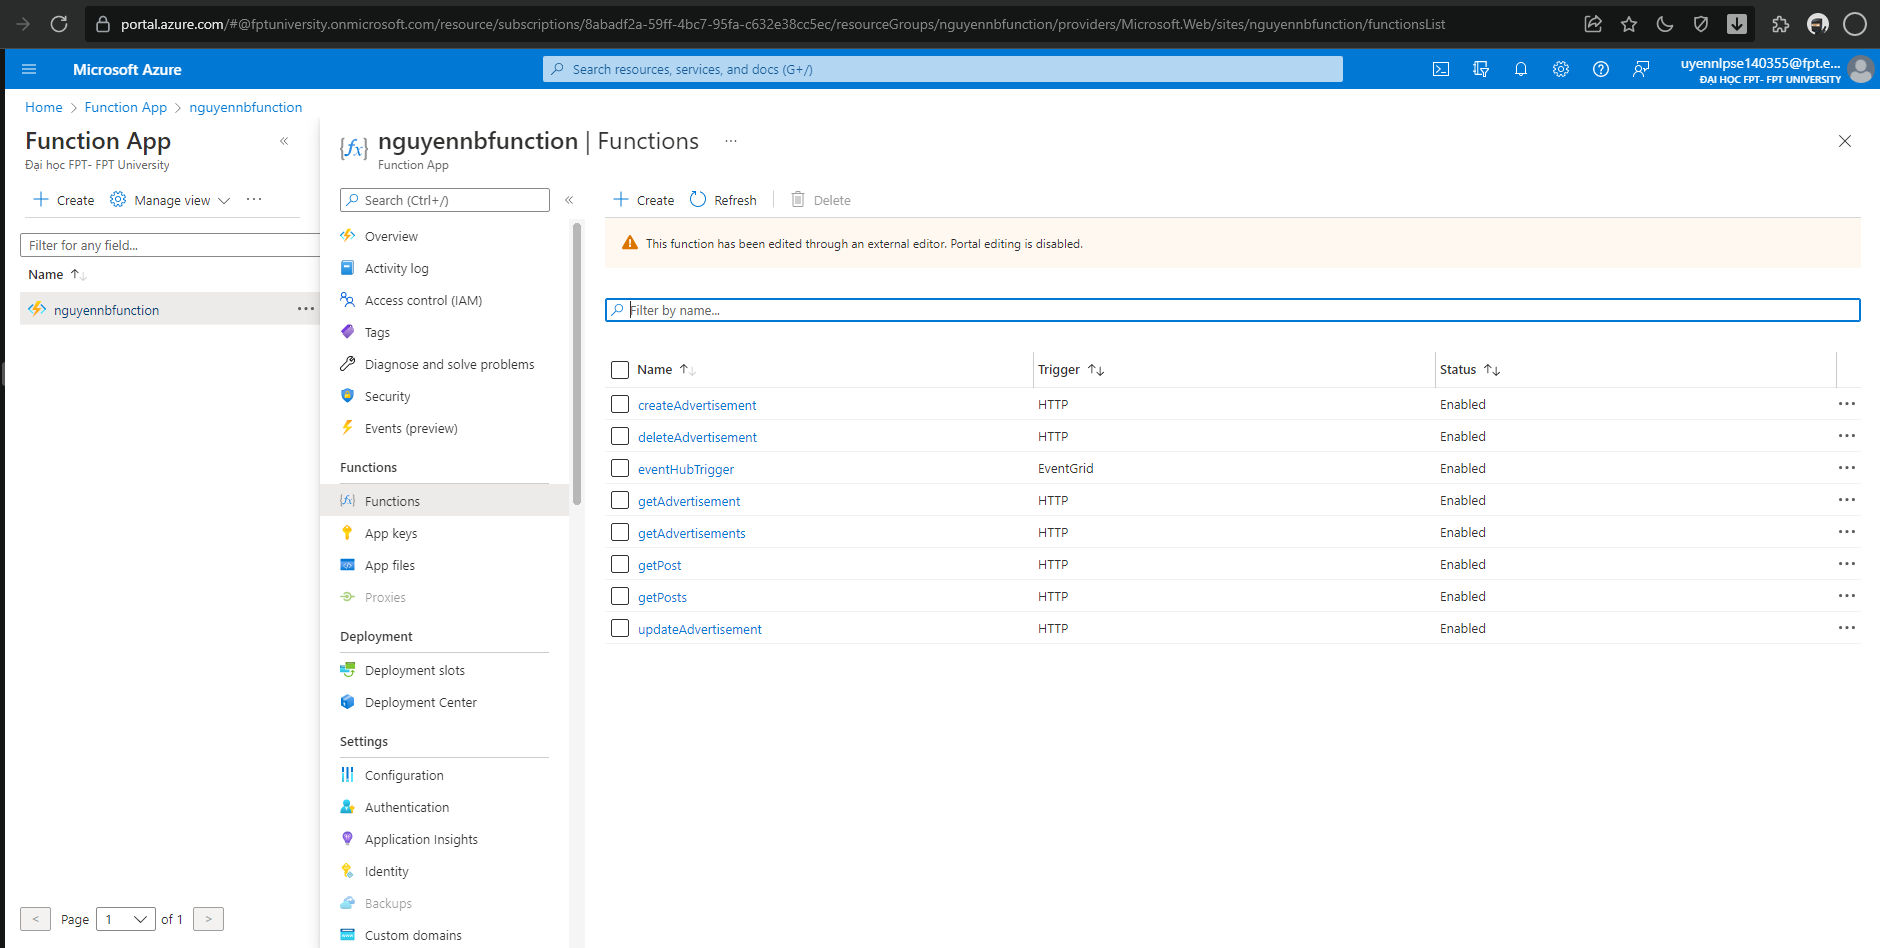 portal.azure.com/#@fptuniversity.onmicrosoft.com/resource/subscriptions/8abadf2a-59ff-4bc7-95fa-c632e38cc5ec/resourceGroups/nguyennbfunction/providers/Microsoft.Web/sites/nguyennbfunction/functionsList
Microsoft Azure
Search resources, services, and docs (G+/)
uyennlpse140355@fpt.e...
ĐẠI HỌC FPT- FPT UNIVERSITY
Home > Function App > nguyennbfunction
Function App
Đại học FPT- FPT University
+ Create Manage view ...
Filter for any field...
Name
nguyennbfunction ...
< Page 1 of 1 >
nguyennbfunction | Functions ...
Function App
Search (Ctrl+/)
Overview
Activity log
Access control (IAM)
Tags
Diagnose and solve problems
Security
Events (preview)
Functions
Functions
App keys
App files
Proxies
Deployment
Deployment slots
Deployment Center
Settings
Configuration
Authentication
Application Insights
Identity
Backups
Custom domains
+ Create Refresh Delete
This function has been edited through an external editor. Portal editing is disabled.
Filter by name...
Name Trigger Status
createAdvertisement HTTP Enabled ...
deleteAdvertisement HTTP Enabled ...
eventHubTrigger EventGrid Enabled ...
getAdvertisement HTTP Enabled ...
getAdvertisements HTTP Enabled ...
getPost HTTP Enabled ...
getPosts HTTP Enabled ...
updateAdvertisement HTTP Enabled ...